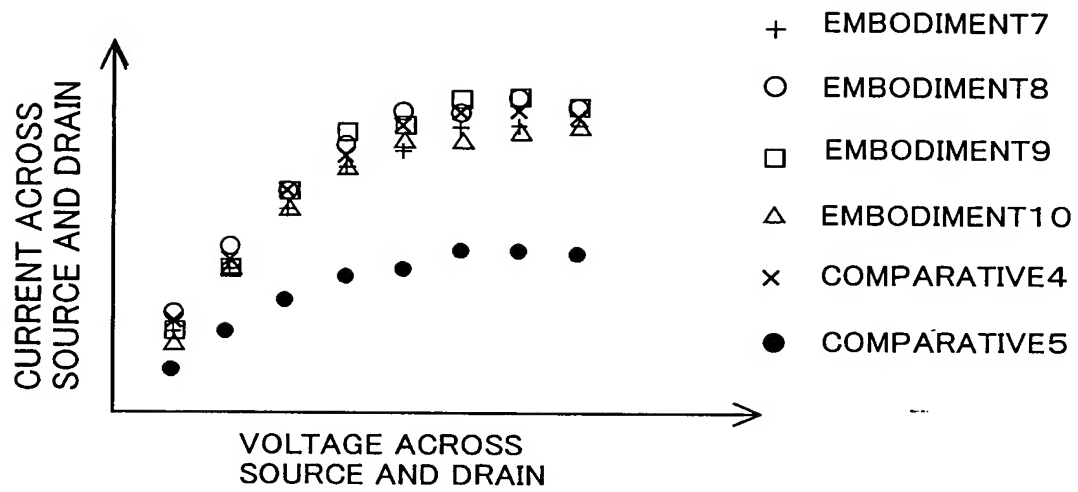 CURRENT ACROSS
SOURCE AND DRAIN
VOLTAGE ACROSS
SOURCE AND DRAIN
EMBODIMENT7
EMBODIMENT8
EMBODIMENT9
EMBODIMENT10
COMPARATIVE4
COMPARATIVE5